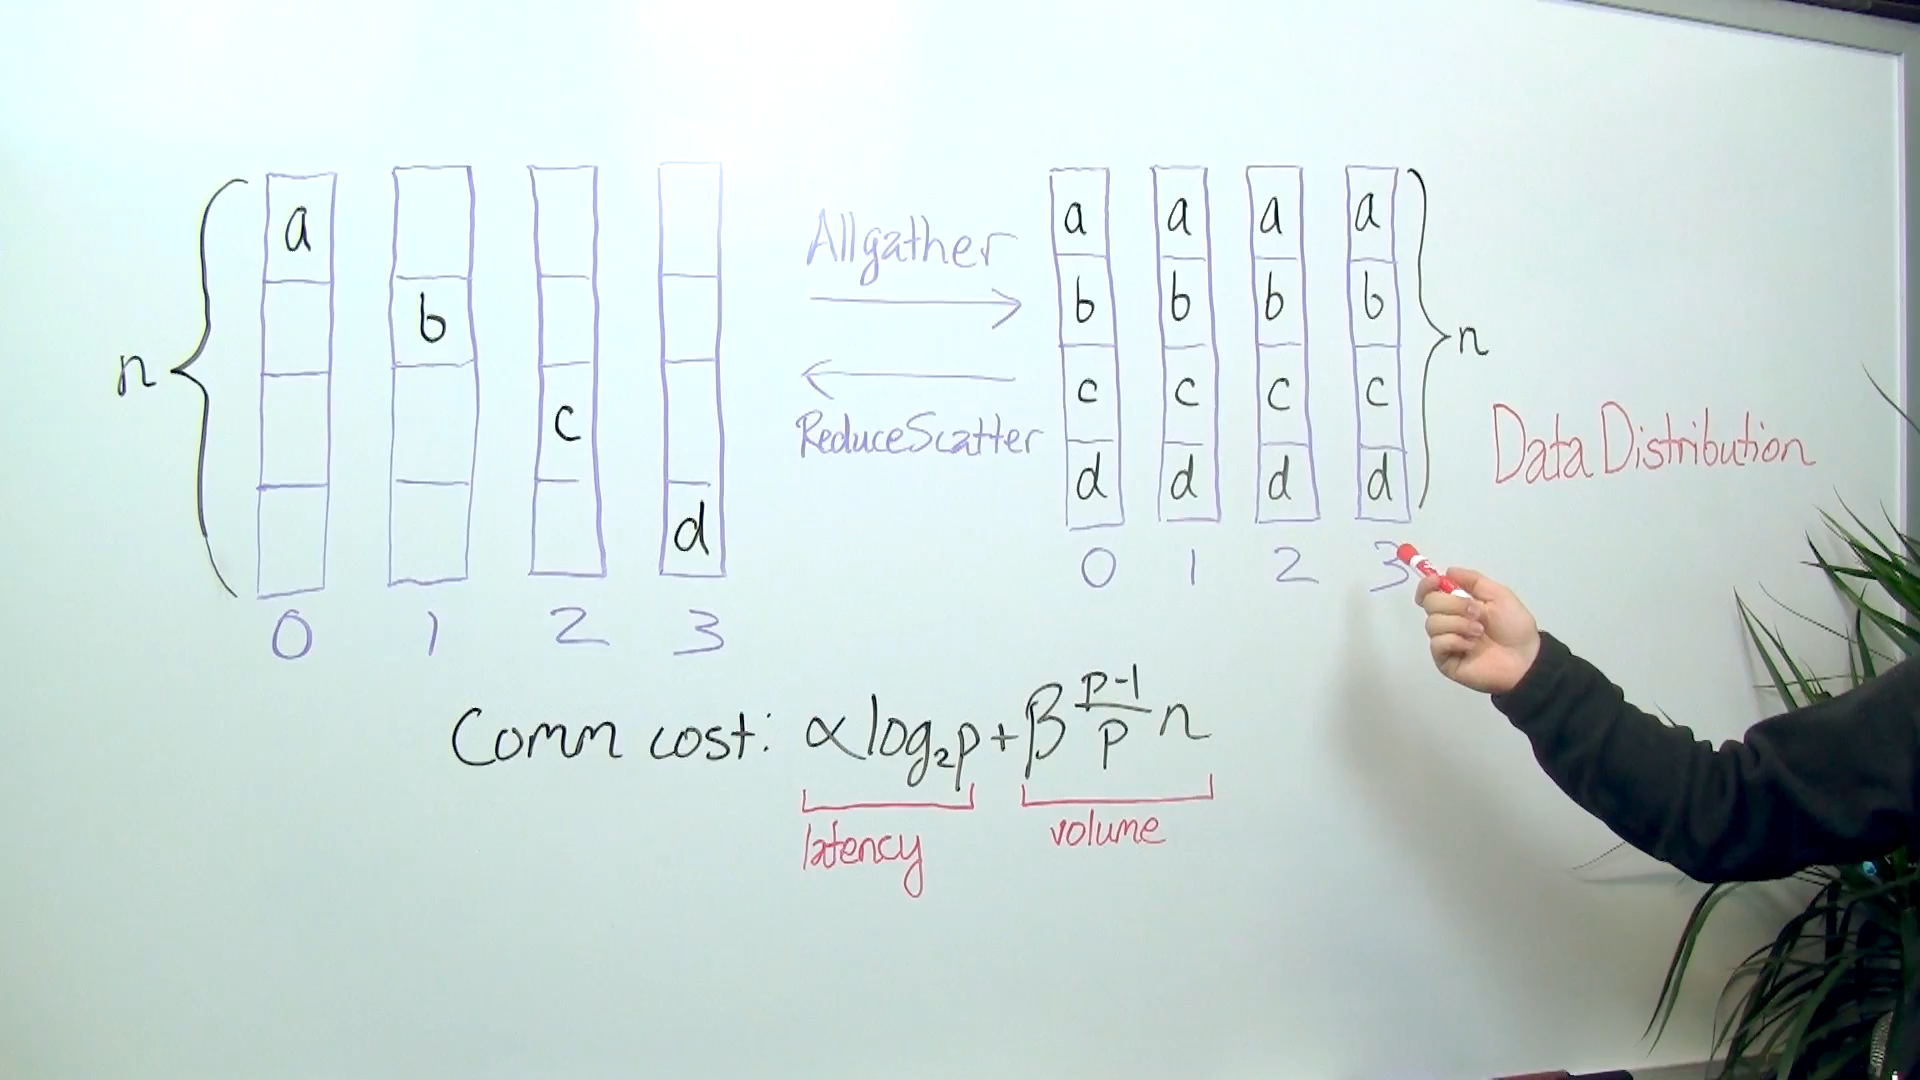 a a a a a
b b b b b
n Allgather n
c c c c c
ReduceScatter
d d d d d
Data Distribution
0 1 2 3 0 1 2 3
Comm cost: α log₂p + β p-1/p n
latency volume